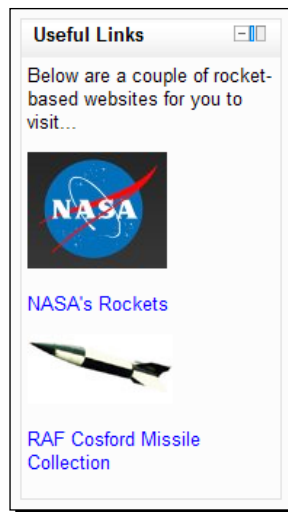 Useful Links
Below are a couple of rocket-
based websites for you to
visit...
NASA
NASA's Rockets
RAF Cosford Missile
Collection